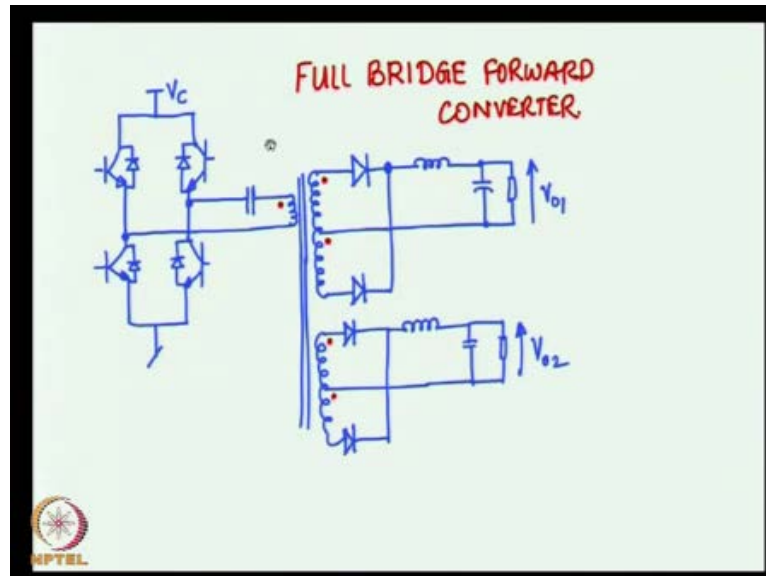 FULL BRIDGE FORWARD
CONVERTER
Vc
Vo1
Vo2
NPTEL